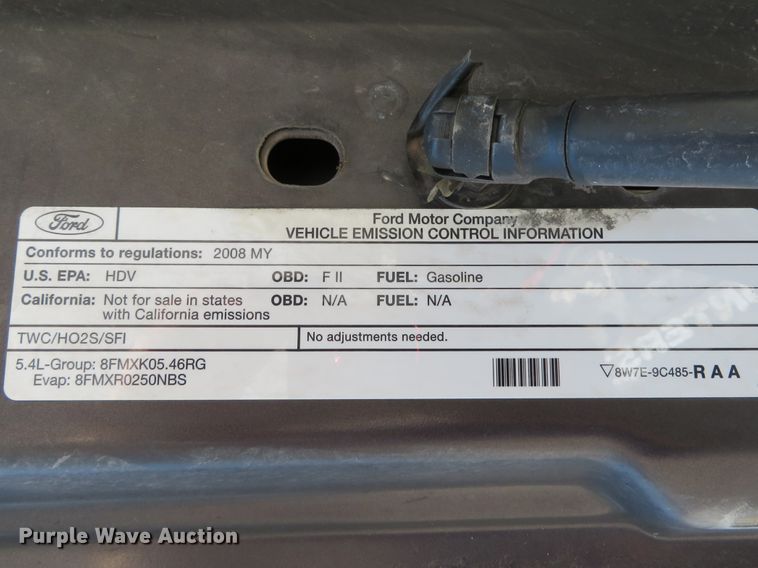 Ford
Ford Motor Company
VEHICLE EMISSION CONTROL INFORMATION
Conforms to regulations: 2008 MY
U.S. EPA: HDV OBD: F II FUEL: Gasoline
California: Not for sale in states with California emissions OBD: N/A FUEL: N/A
TWC/HO2S/SFI No adjustments needed.
5.4L-Group: 8FMXK05.46RG
Evap: 8FMXR0250NBS
▽8W7E-9C485-RAA
Purple Wave Auction